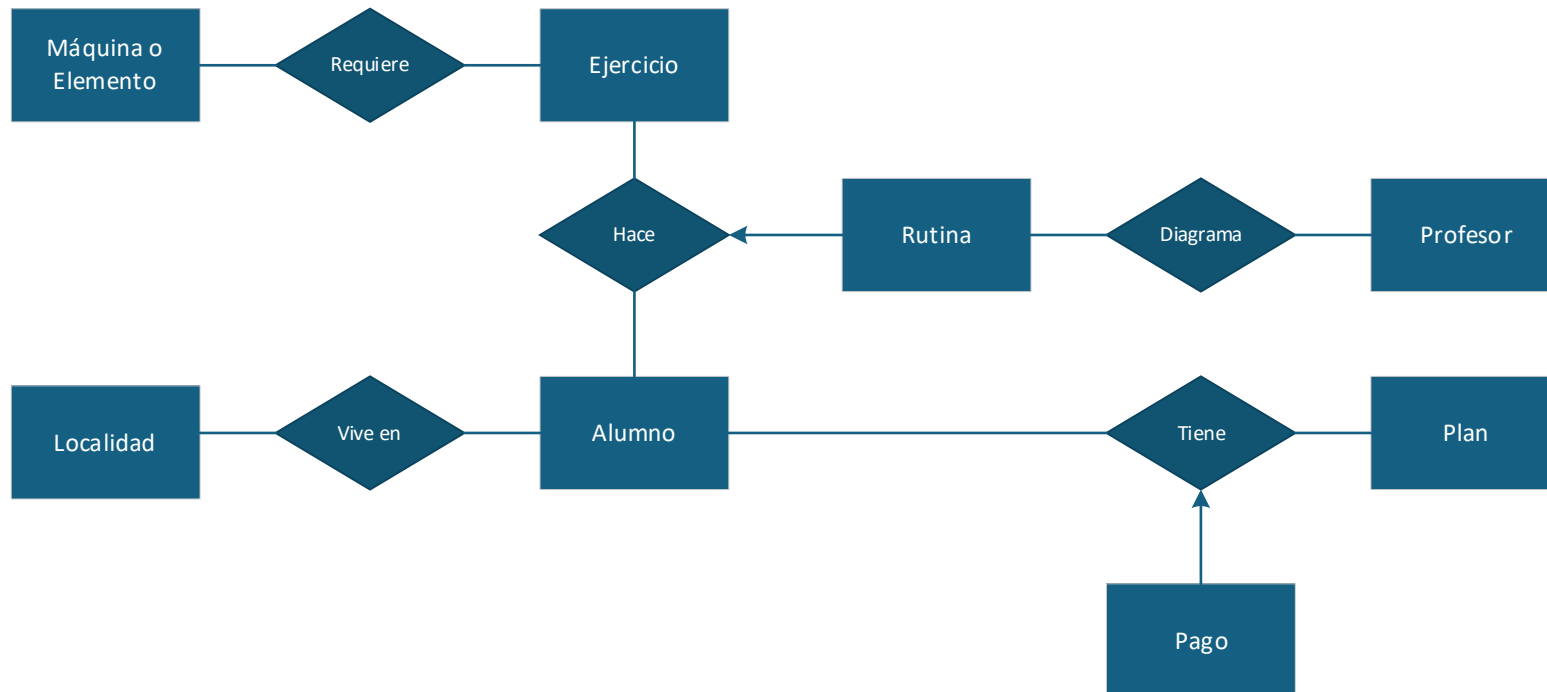 Máquina o
Elemento
Requiere
Ejercicio
Hace
Rutina
Diagrama
Profesor
Localidad
Vive en
Alumno
Tiene
Plan
Pago